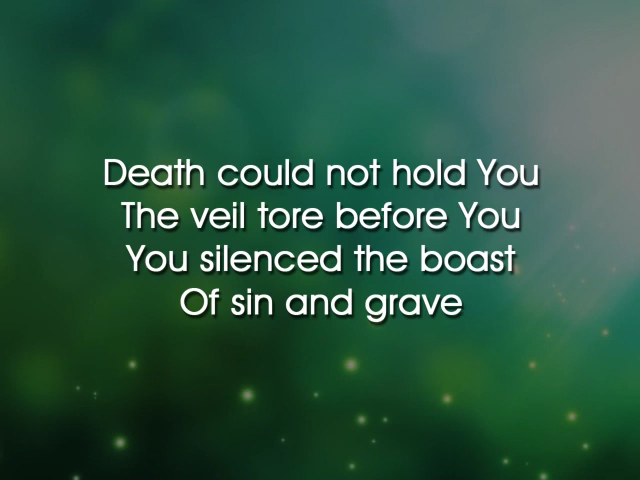 Death could not hold You
The veil tore before You
You silenced the boast
Of sin and grave